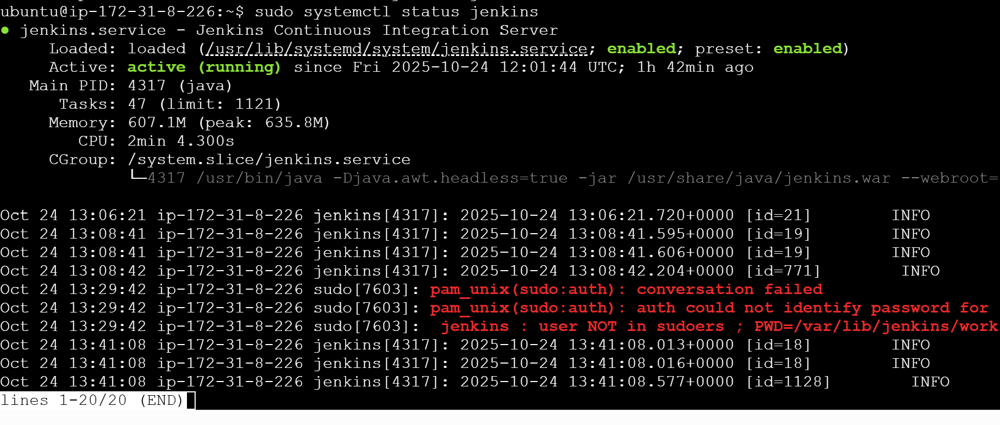 ubuntu@ip-172-31-8-226:~$ sudo systemctl status jenkins
● jenkins.service - Jenkins Continuous Integration Server
     Loaded: loaded (/usr/lib/systemd/system/jenkins.service; enabled; preset: enabled)
     Active: active (running) since Fri 2025-10-24 12:01:44 UTC; 1h 42min ago
   Main PID: 4317 (java)
      Tasks: 47 (limit: 1121)
     Memory: 607.1M (peak: 635.8M)
        CPU: 2min 4.300s
     CGroup: /system.slice/jenkins.service
             └─4317 /usr/bin/java -Djava.awt.headless=true -jar /usr/share/java/jenkins.war --webroot=
Oct 24 13:06:21 ip-172-31-8-226 jenkins[4317]: 2025-10-24 13:06:21.720+0000 [id=21]        INFO
Oct 24 13:08:41 ip-172-31-8-226 jenkins[4317]: 2025-10-24 13:08:41.595+0000 [id=19]        INFO
Oct 24 13:08:41 ip-172-31-8-226 jenkins[4317]: 2025-10-24 13:08:41.606+0000 [id=19]        INFO
Oct 24 13:08:42 ip-172-31-8-226 jenkins[4317]: 2025-10-24 13:08:42.204+0000 [id=771]        INFO
Oct 24 13:29:42 ip-172-31-8-226 sudo[7603]: pam_unix(sudo:auth): conversation failed
Oct 24 13:29:42 ip-172-31-8-226 sudo[7603]: pam_unix(sudo:auth): auth could not identify password for
Oct 24 13:29:42 ip-172-31-8-226 sudo[7603]:  jenkins : user NOT in sudoers ; PWD=/var/lib/jenkins/work
Oct 24 13:41:08 ip-172-31-8-226 jenkins[4317]: 2025-10-24 13:41:08.013+0000 [id=18]        INFO
Oct 24 13:41:08 ip-172-31-8-226 jenkins[4317]: 2025-10-24 13:41:08.016+0000 [id=18]        INFO
Oct 24 13:41:08 ip-172-31-8-226 jenkins[4317]: 2025-10-24 13:41:08.577+0000 [id=1128]        INFO
lines 1-20/20 (END)